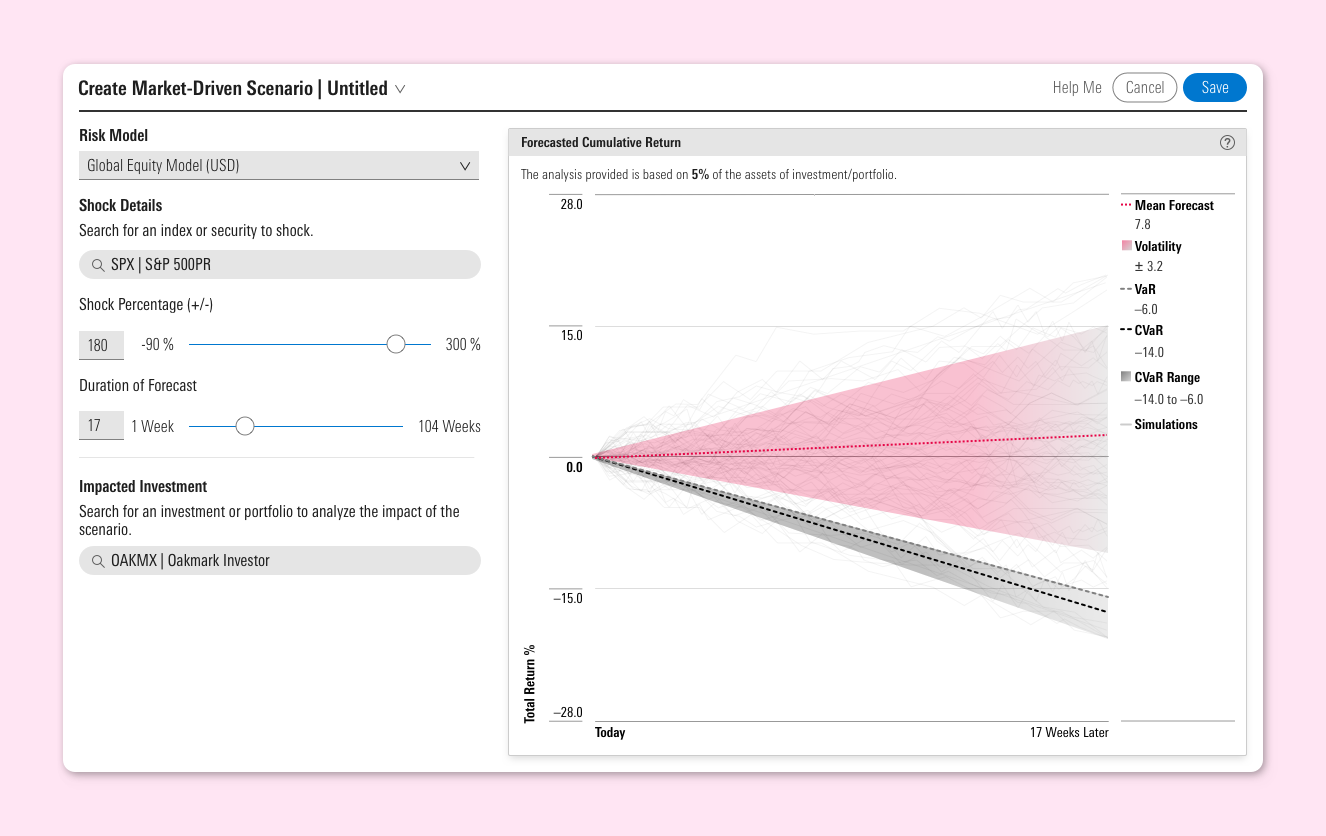 Create Market-Driven Scenario | Untitled
Help Me
Cancel
Save
Risk Model
Global Equity Model (USD)
Shock Details
Search for an index or security to shock.
SPX | S&P 500PR
Shock Percentage (+/-)
180
-90 %
300 %
Duration of Forecast
17
1 Week
104 Weeks
Impacted Investment
Search for an investment or portfolio to analyze the impact of the
scenario.
OAKMX | Oakmark Investor
Forecasted Cumulative Return
?
The analysis provided is based on 5% of the assets of investment/portfolio.
28.0
15.0
0.0
–15.0
–28.0
Total Return %
Today
17 Weeks Later
Mean Forecast
7.8
Volatility
± 3.2
VaR
–6.0
CVaR
–14.0
CVaR Range
–14.0 to –6.0
Simulations